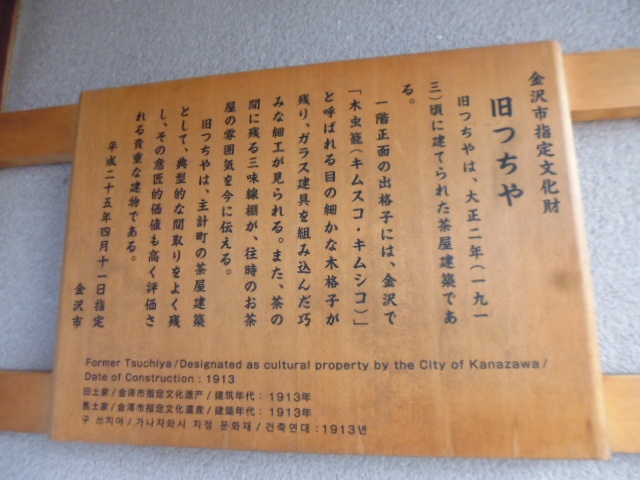 金沢市指定文化財
旧つちや
旧つちやは、大正二年(一九一
三)頃に建てられた茶屋建築であ
る。
一階正面の出格子には、金沢で
「木虫籠(キムスコ・キムシコ)」
と呼ばれる目の細かな木格子が
残り、ガラス建具を組み込んだ巧
みな細工が見られる。また、茶の
間に残る三味線棚が、往時のお茶
屋の雰囲気を今に伝える。
旧つちやは、主計町の茶屋建築
として、典型的な間取りをよく残
し、その意匠的価値も高く評価さ
れる貴重な建物である。
平成二十五年四月十一日指定
金沢市
Former Tsuchiya/Designated as cultural property by the City of Kanazawa/
Date of Construction : 1913
旧土家/金泽市指定文化遗产/建筑年代 : 1913年
舊土家/金澤市指定文化遺產/建築年代 : 1913年
구 쓰치야/가나자와시 지정 문화재/건축연대 : 1913년